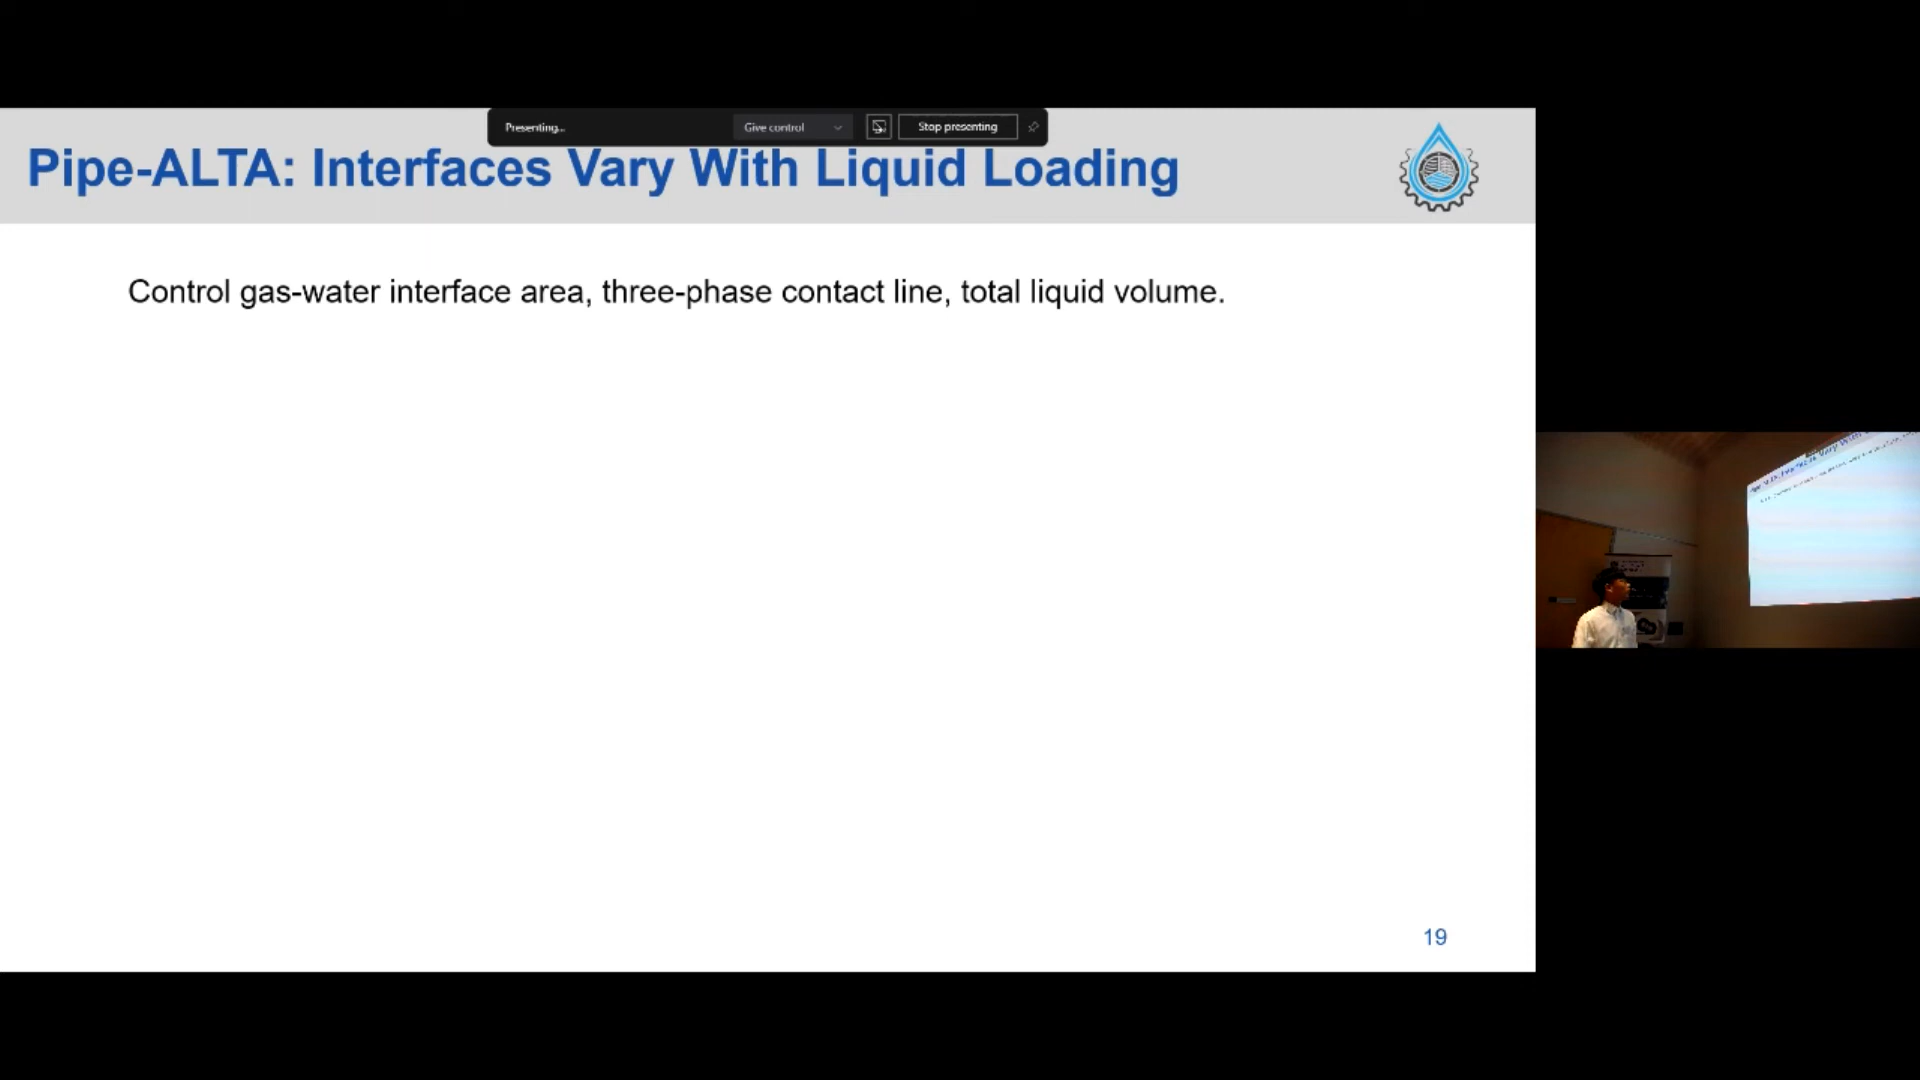 Presenting...
Give control
Stop presenting
Pipe-ALTA: Interfaces Vary With Liquid Loading
Control gas-water interface area, three-phase contact line, total liquid volume.
19